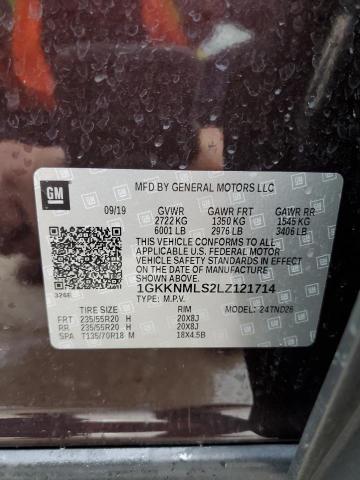 GM
MFD BY GENERAL MOTORS LLC
09/19 GVWR GAWR FRT GAWR RR
2722 KG 1350 KG 1545 KG
6001 LB 2976 LB 3406 LB
THIS VEHICLE CONFORMS TO ALL
APPLICABLE U.S. FEDERAL MOTOR
VEHICLE SAFETY STANDARDS IN
EFFECT ON THE DATE OF MANUFACTURE
SHOWN ABOVE.
1GKKNMLS2LZ121714
326E TYPE: M.P.V.
TIRE SIZE RIM MODEL: 24TND26
FRT 235/55R20 H 20X8J
RR 235/55R20 H 20X8J
SPA T135/70R18 M 18X4.5B